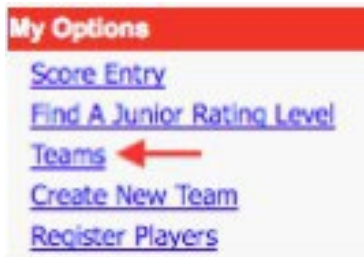 My Options
Score Entry
Find A Junior Rating Level
Teams
Create New Team
Register Players